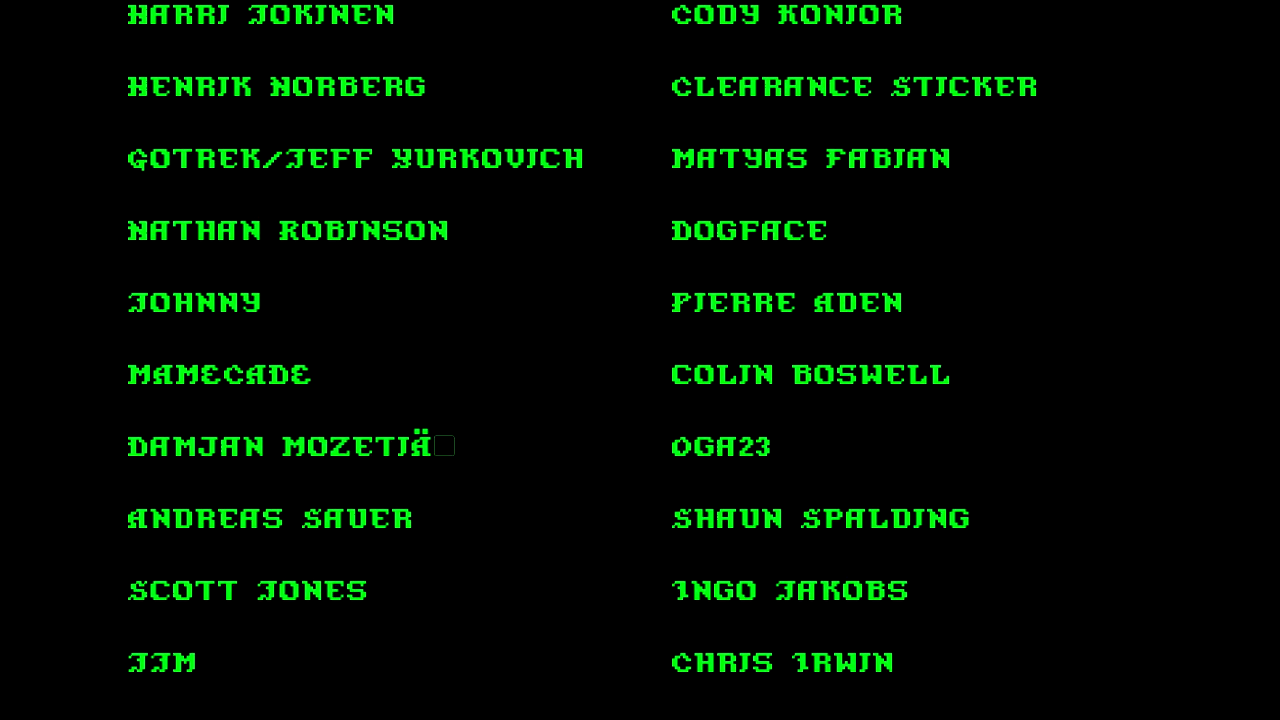 HARRI JOKINEN
CODY KONIOR
HENRIK NORBERG
CLEARANCE STICKER
GOTREK/JEFF YURKOVICH
MATYAS FABIAN
NATHAN ROBINSON
DOGFACE
JOHNNY
PIERRE ADEN
MAMECADE
COLIN BOSWELL
DAMJAN MOZETIÄ□
OGA23
ANDREAS SAUER
SHAUN SPALDING
SCOTT JONES
INGO JAKOBS
JIM
CHRIS IRWIN